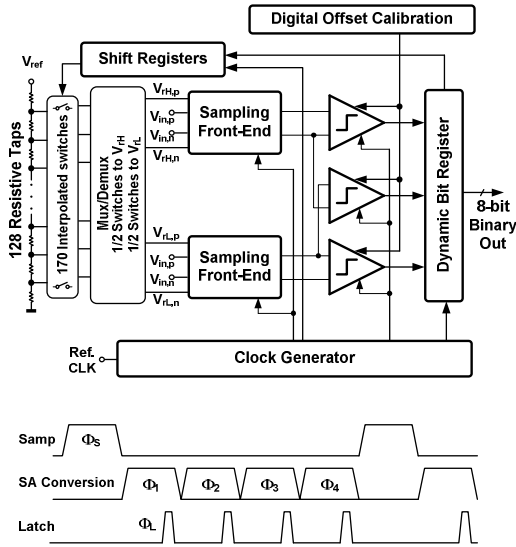 Digital Offset Calibration
Shift Registers
Vref
128 Resistive Taps
170 Interpolated switches
Mux/Demux
1/2 Switches to VrH
1/2 Switches to VrL
VrH,p
Vin,p
Vin,n
VrH,n
Sampling
Front-End
VrL,p
Vin,p
Vin,n
VrL,n
Sampling
Front-End
Dynamic Bit Register
8-bit
Binary
Out
Ref.
CLK
Clock Generator
Samp
ΦS
SA Conversion
Φ1
Φ2
Φ3
Φ4
Latch
ΦL